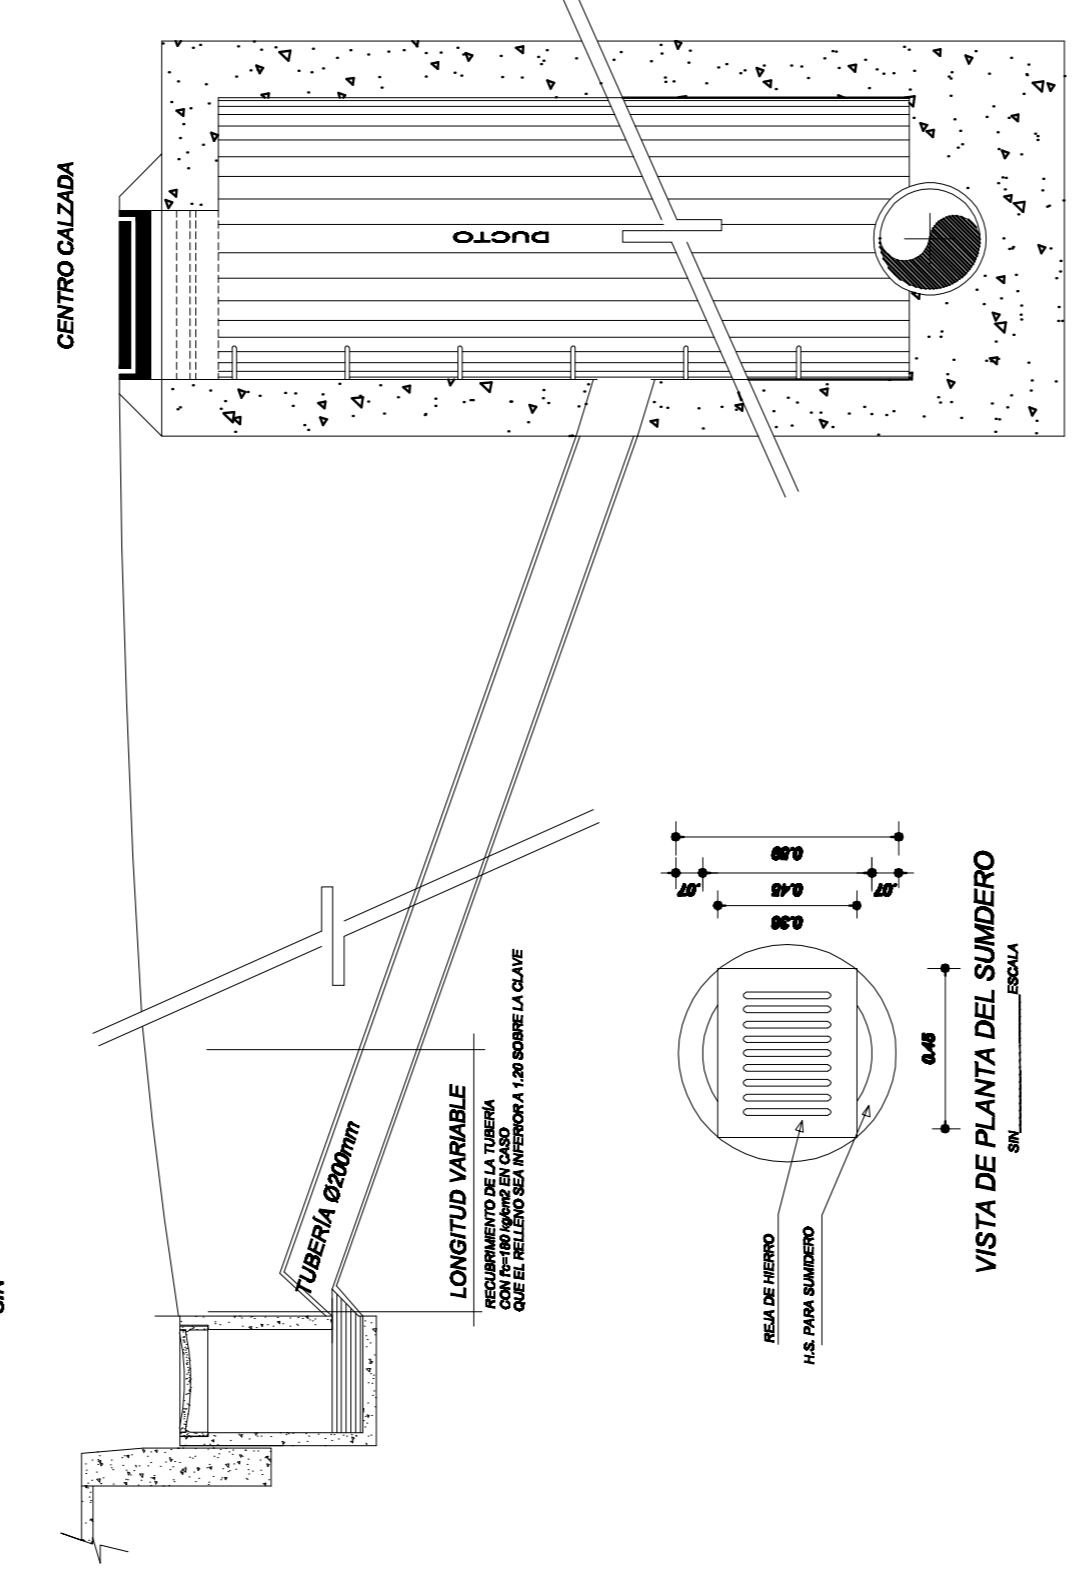 CENTRO CALZADA
DUCTO
TUBERÍA Ø200mm
LONGITUD VARIABLE
RECUBRIMIENTO DE LA TUBERÍA
CON f'c=180 kg/cm2 EN CASO
QUE EL RELLENO SEA INFERIOR A 1.20 SOBRE LA CLAVE
.07
0.45
.07
0.36
0.45
REJA DE HIERRO
H.S. PARA SUMIDERO
VISTA DE PLANTA DEL SUMDERO
SIN ESCALA